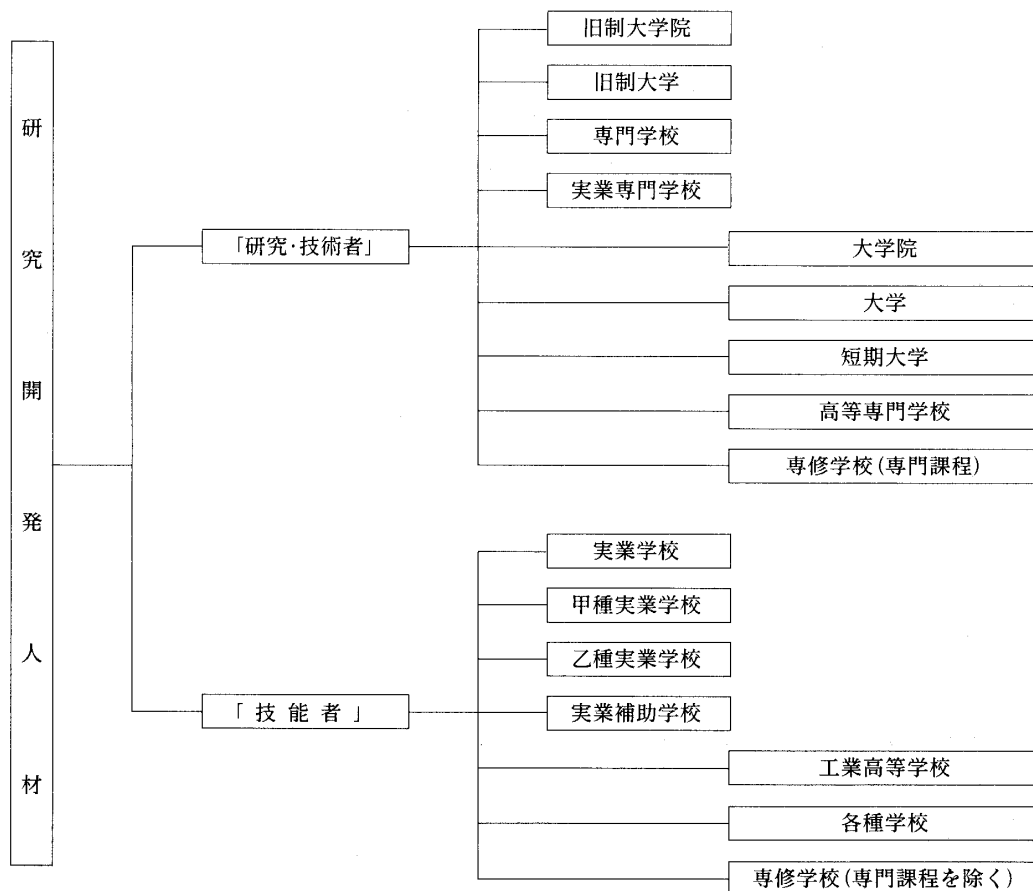 研究開発人材
「研究・技術者」
旧制大学院
旧制大学
専門学校
実業専門学校
大学院
大学
短期大学
高等専門学校
専修学校(専門課程)
「技能者」
実業学校
甲種実業学校
乙種実業学校
実業補助学校
工業高等学校
各種学校
専修学校(専門課程を除く)